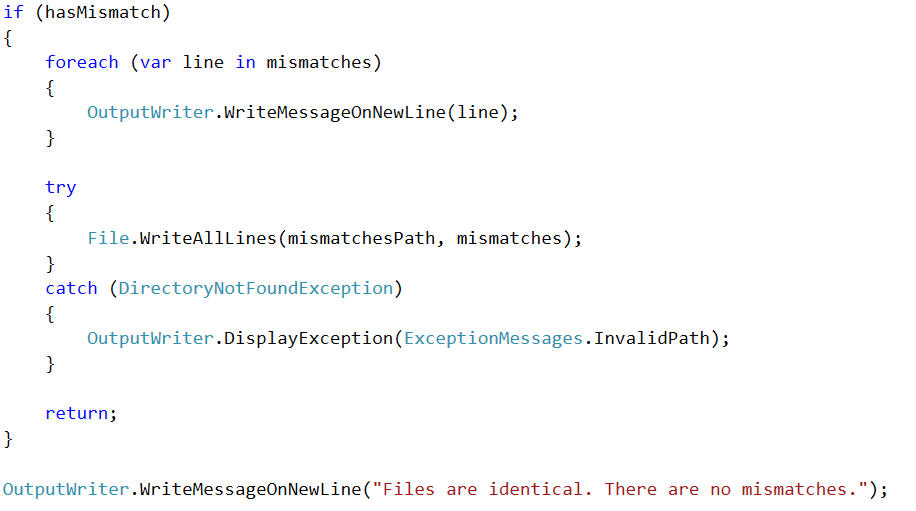 if (hasMismatch)
{
    foreach (var line in mismatches)
    {
        OutputWriter.WriteMessageOnNewLine(line);
    }

    try
    {
        File.WriteAllLines(mismatchesPath, mismatches);
    }
    catch (DirectoryNotFoundException)
    {
        OutputWriter.DisplayException(ExceptionMessages.InvalidPath);
    }

    return;
}

OutputWriter.WriteMessageOnNewLine("Files are identical. There are no mismatches.");